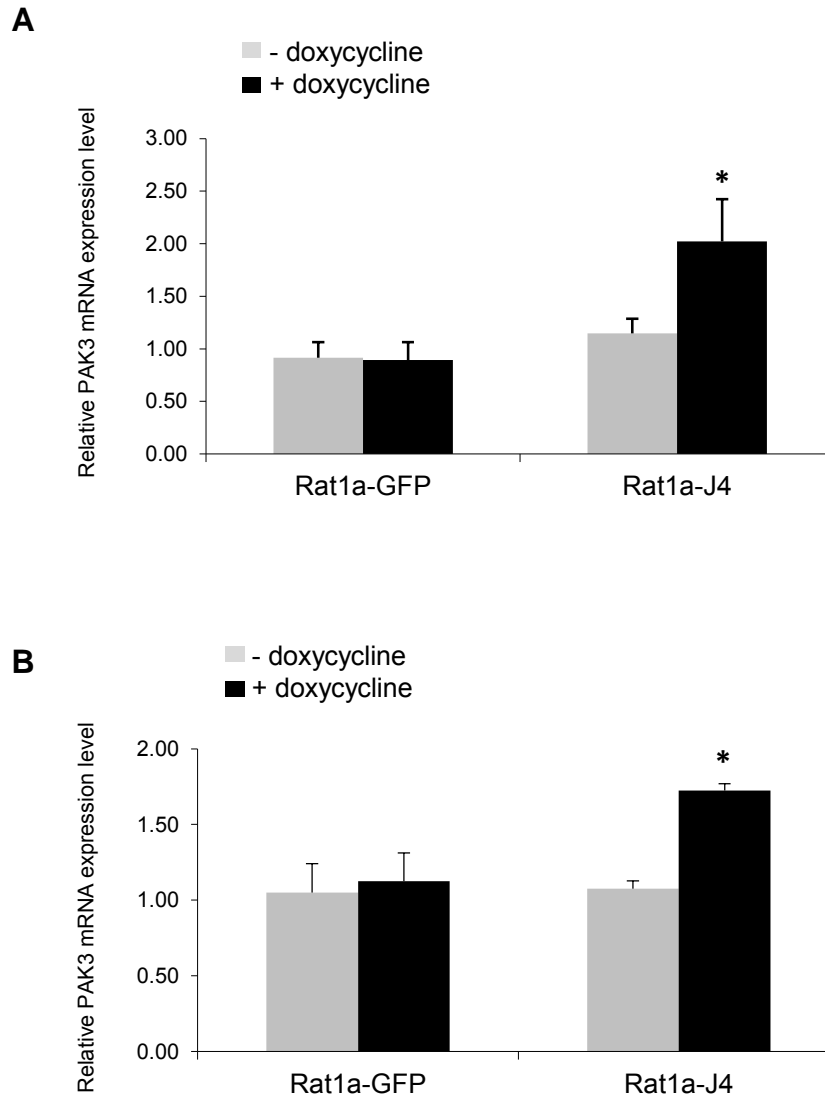 A
- doxycycline
+ doxycycline
Relative PAK3 mRNA expression level
3.00
2.50
2.00
1.50
1.00
0.50
0.00
*
Rat1a-GFP Rat1a-J4
B
- doxycycline
+ doxycycline
Relative PAK3 mRNA expression level
2.00
1.50
1.00
0.50
0.00
*
Rat1a-GFP Rat1a-J4